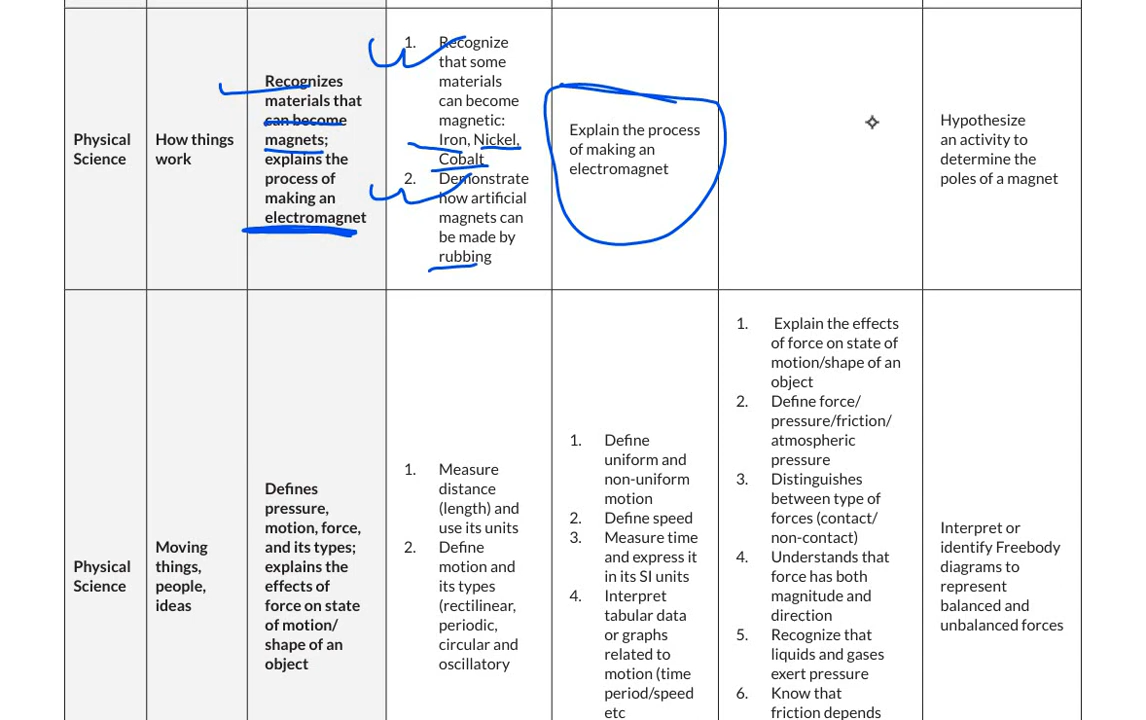 Physical
Science
How things
work
Recognizes
materials that
can become
magnets;
explains the
process of
making an
electromagnet
1. Recognize
that some
materials
can become
magnetic:
Iron, Nickel,
Cobalt
2. Demonstrate
how artificial
magnets can
be made by
rubbing
Explain the process
of making an
electromagnet
Hypothesize
an activity to
determine the
poles of a magnet
Physical
Science
Moving
things,
people,
ideas
Defines
pressure,
motion, force,
and its types;
explains the
effects of
force on state
of motion/
shape of an
object
1. Measure
distance
(length) and
use its units
2. Define
motion and
its types
(rectilinear,
periodic,
circular and
oscillatory
1. Define
uniform and
non-uniform
motion
2. Define speed
3. Measure time
and express it
in its SI units
4. Interpret
tabular data
or graphs
related to
motion (time
period/speed
etc
1. Explain the effects
of force on state of
motion/shape of an
object
2. Define force/
pressure/friction/
atmospheric
pressure
3. Distinguishes
between type of
forces (contact/
non-contact)
4. Understands that
force has both
magnitude and
direction
5. Recognize that
liquids and gases
exert pressure
6. Know that
friction depends
Interpret or
identify Freebody
diagrams to
represent
balanced and
unbalanced forces